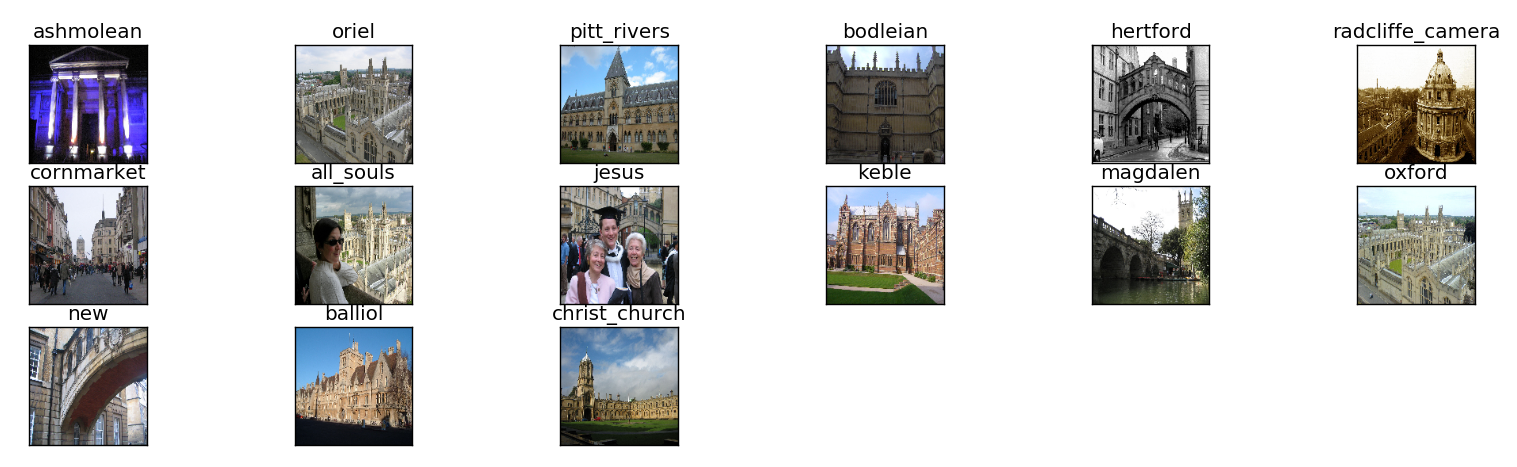 ashmolean oriel pitt_rivers bodleian hertford radcliffe_camera
cornmarket all_souls jesus keble magdalen oxford
new balliol christ_church